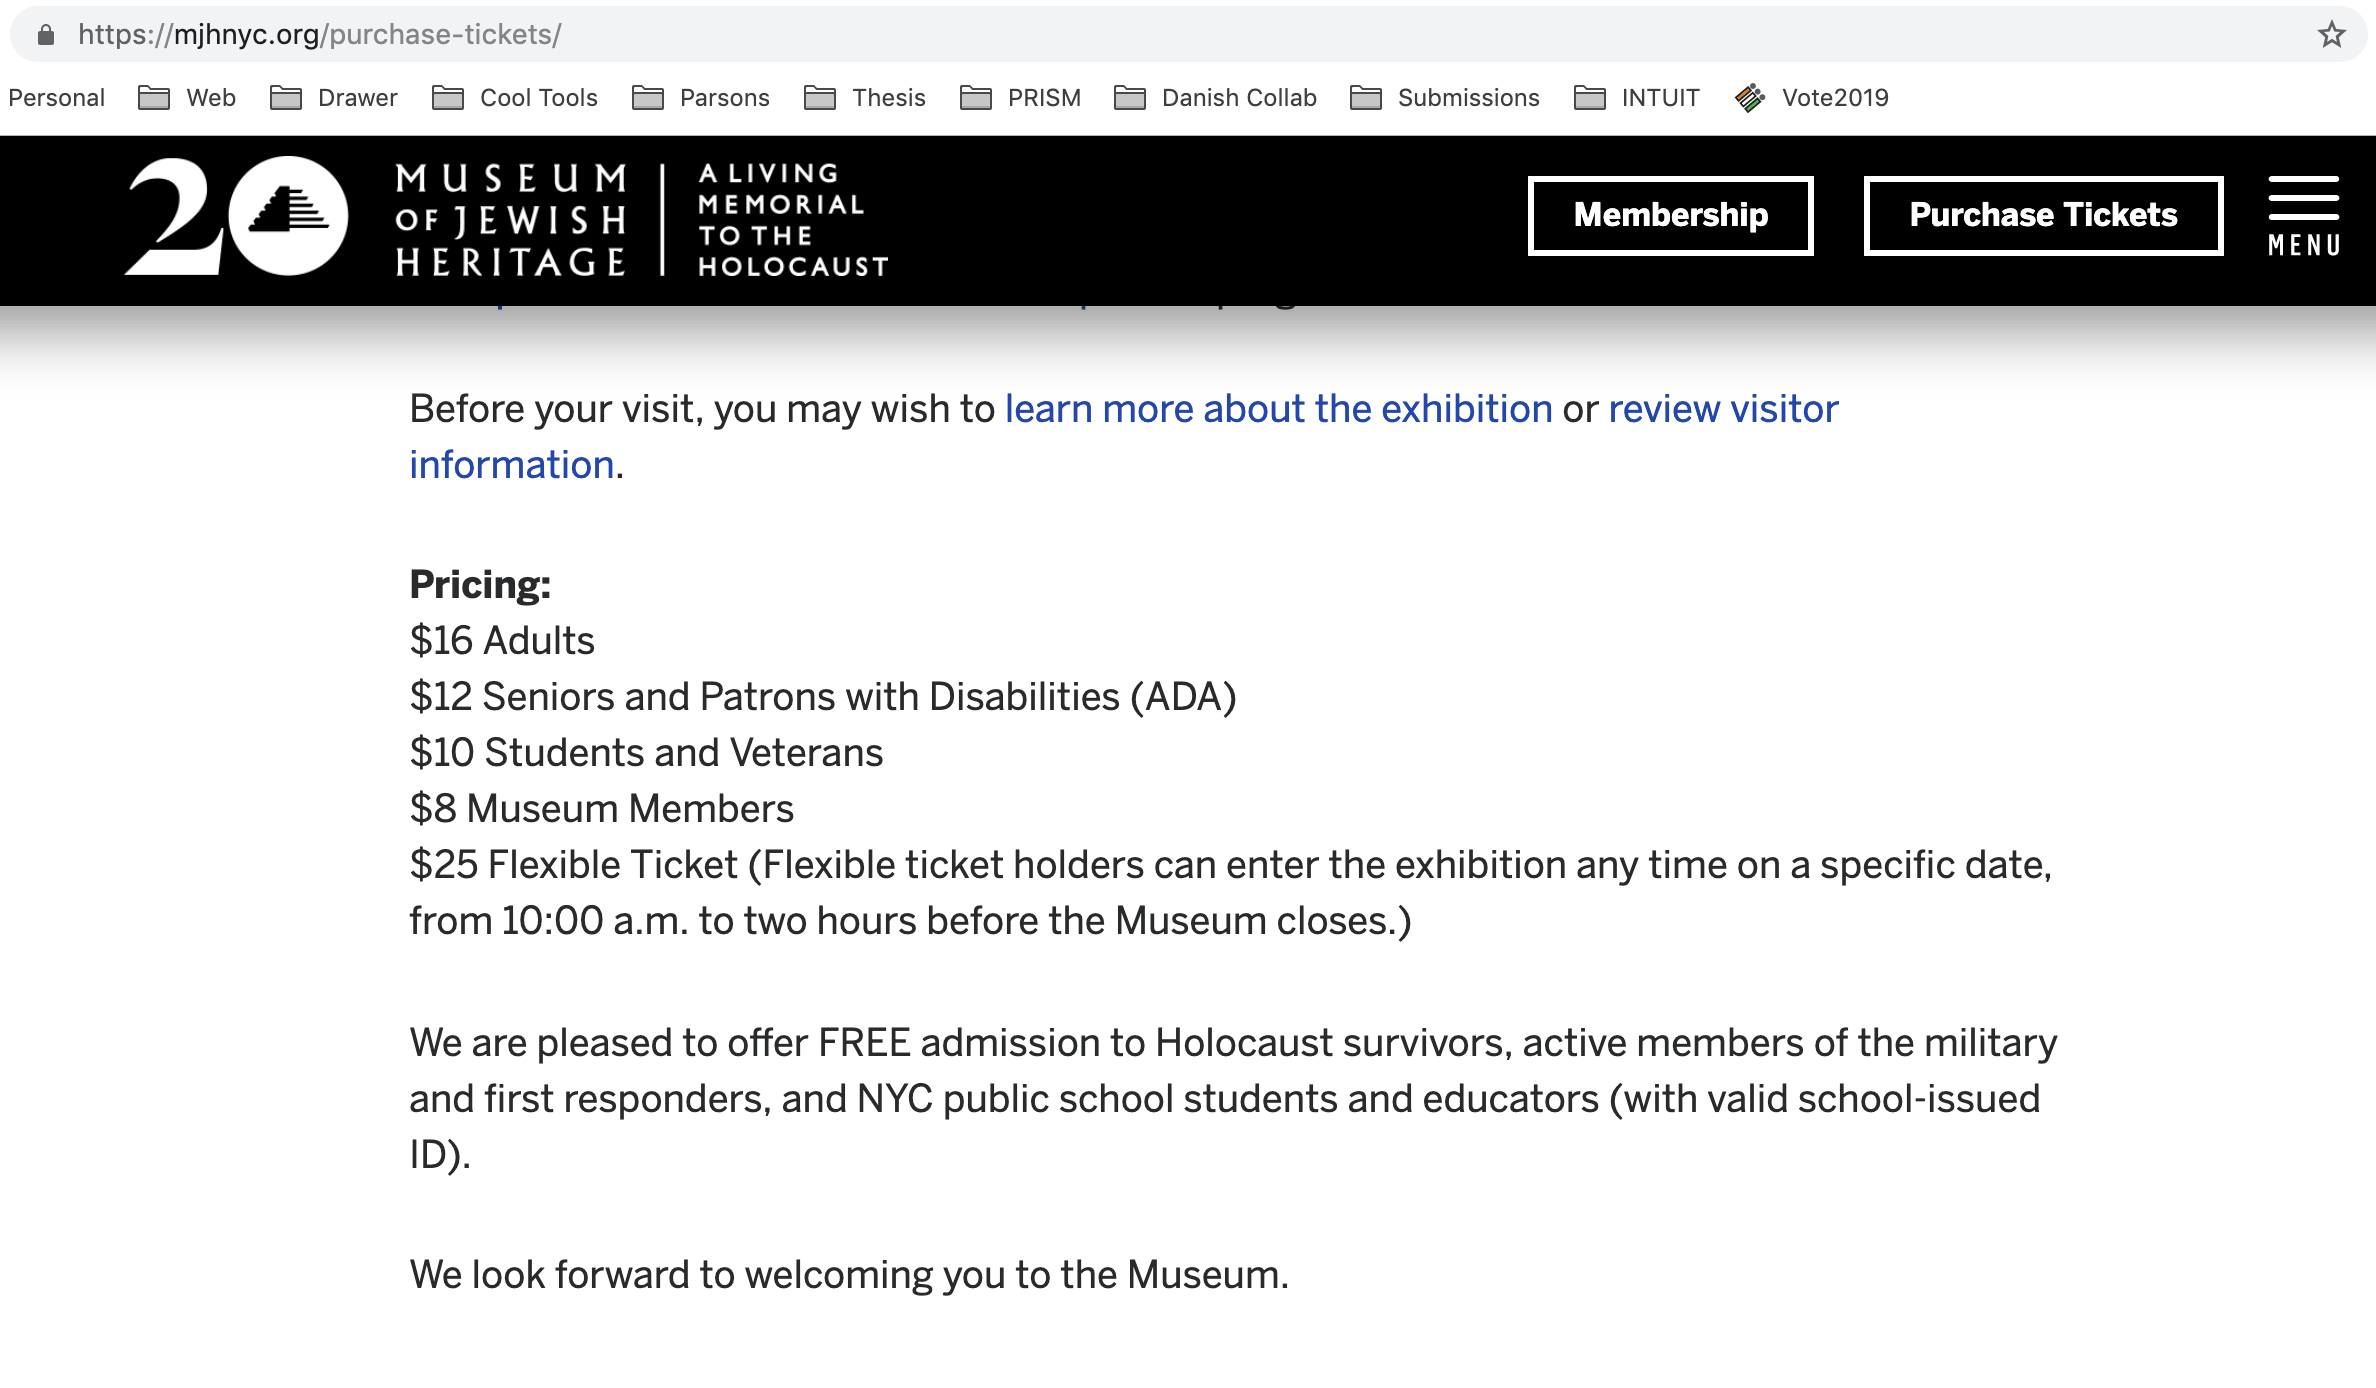 https://mjhnyc.org/purchase-tickets/
Personal Web Drawer Cool Tools Parsons Thesis PRISM Danish Collab Submissions INTUIT Vote2019
20
MUSEUM
OF JEWISH
HERITAGE
A LIVING
MEMORIAL
TO THE
HOLOCAUST
Membership
Purchase Tickets
MENU
Before your visit, you may wish to learn more about the exhibition or review visitor
information.
Pricing:
$16 Adults
$12 Seniors and Patrons with Disabilities (ADA)
$10 Students and Veterans
$8 Museum Members
$25 Flexible Ticket (Flexible ticket holders can enter the exhibition any time on a specific date,
from 10:00 a.m. to two hours before the Museum closes.)
We are pleased to offer FREE admission to Holocaust survivors, active members of the military
and first responders, and NYC public school students and educators (with valid school-issued
ID).
We look forward to welcoming you to the Museum.